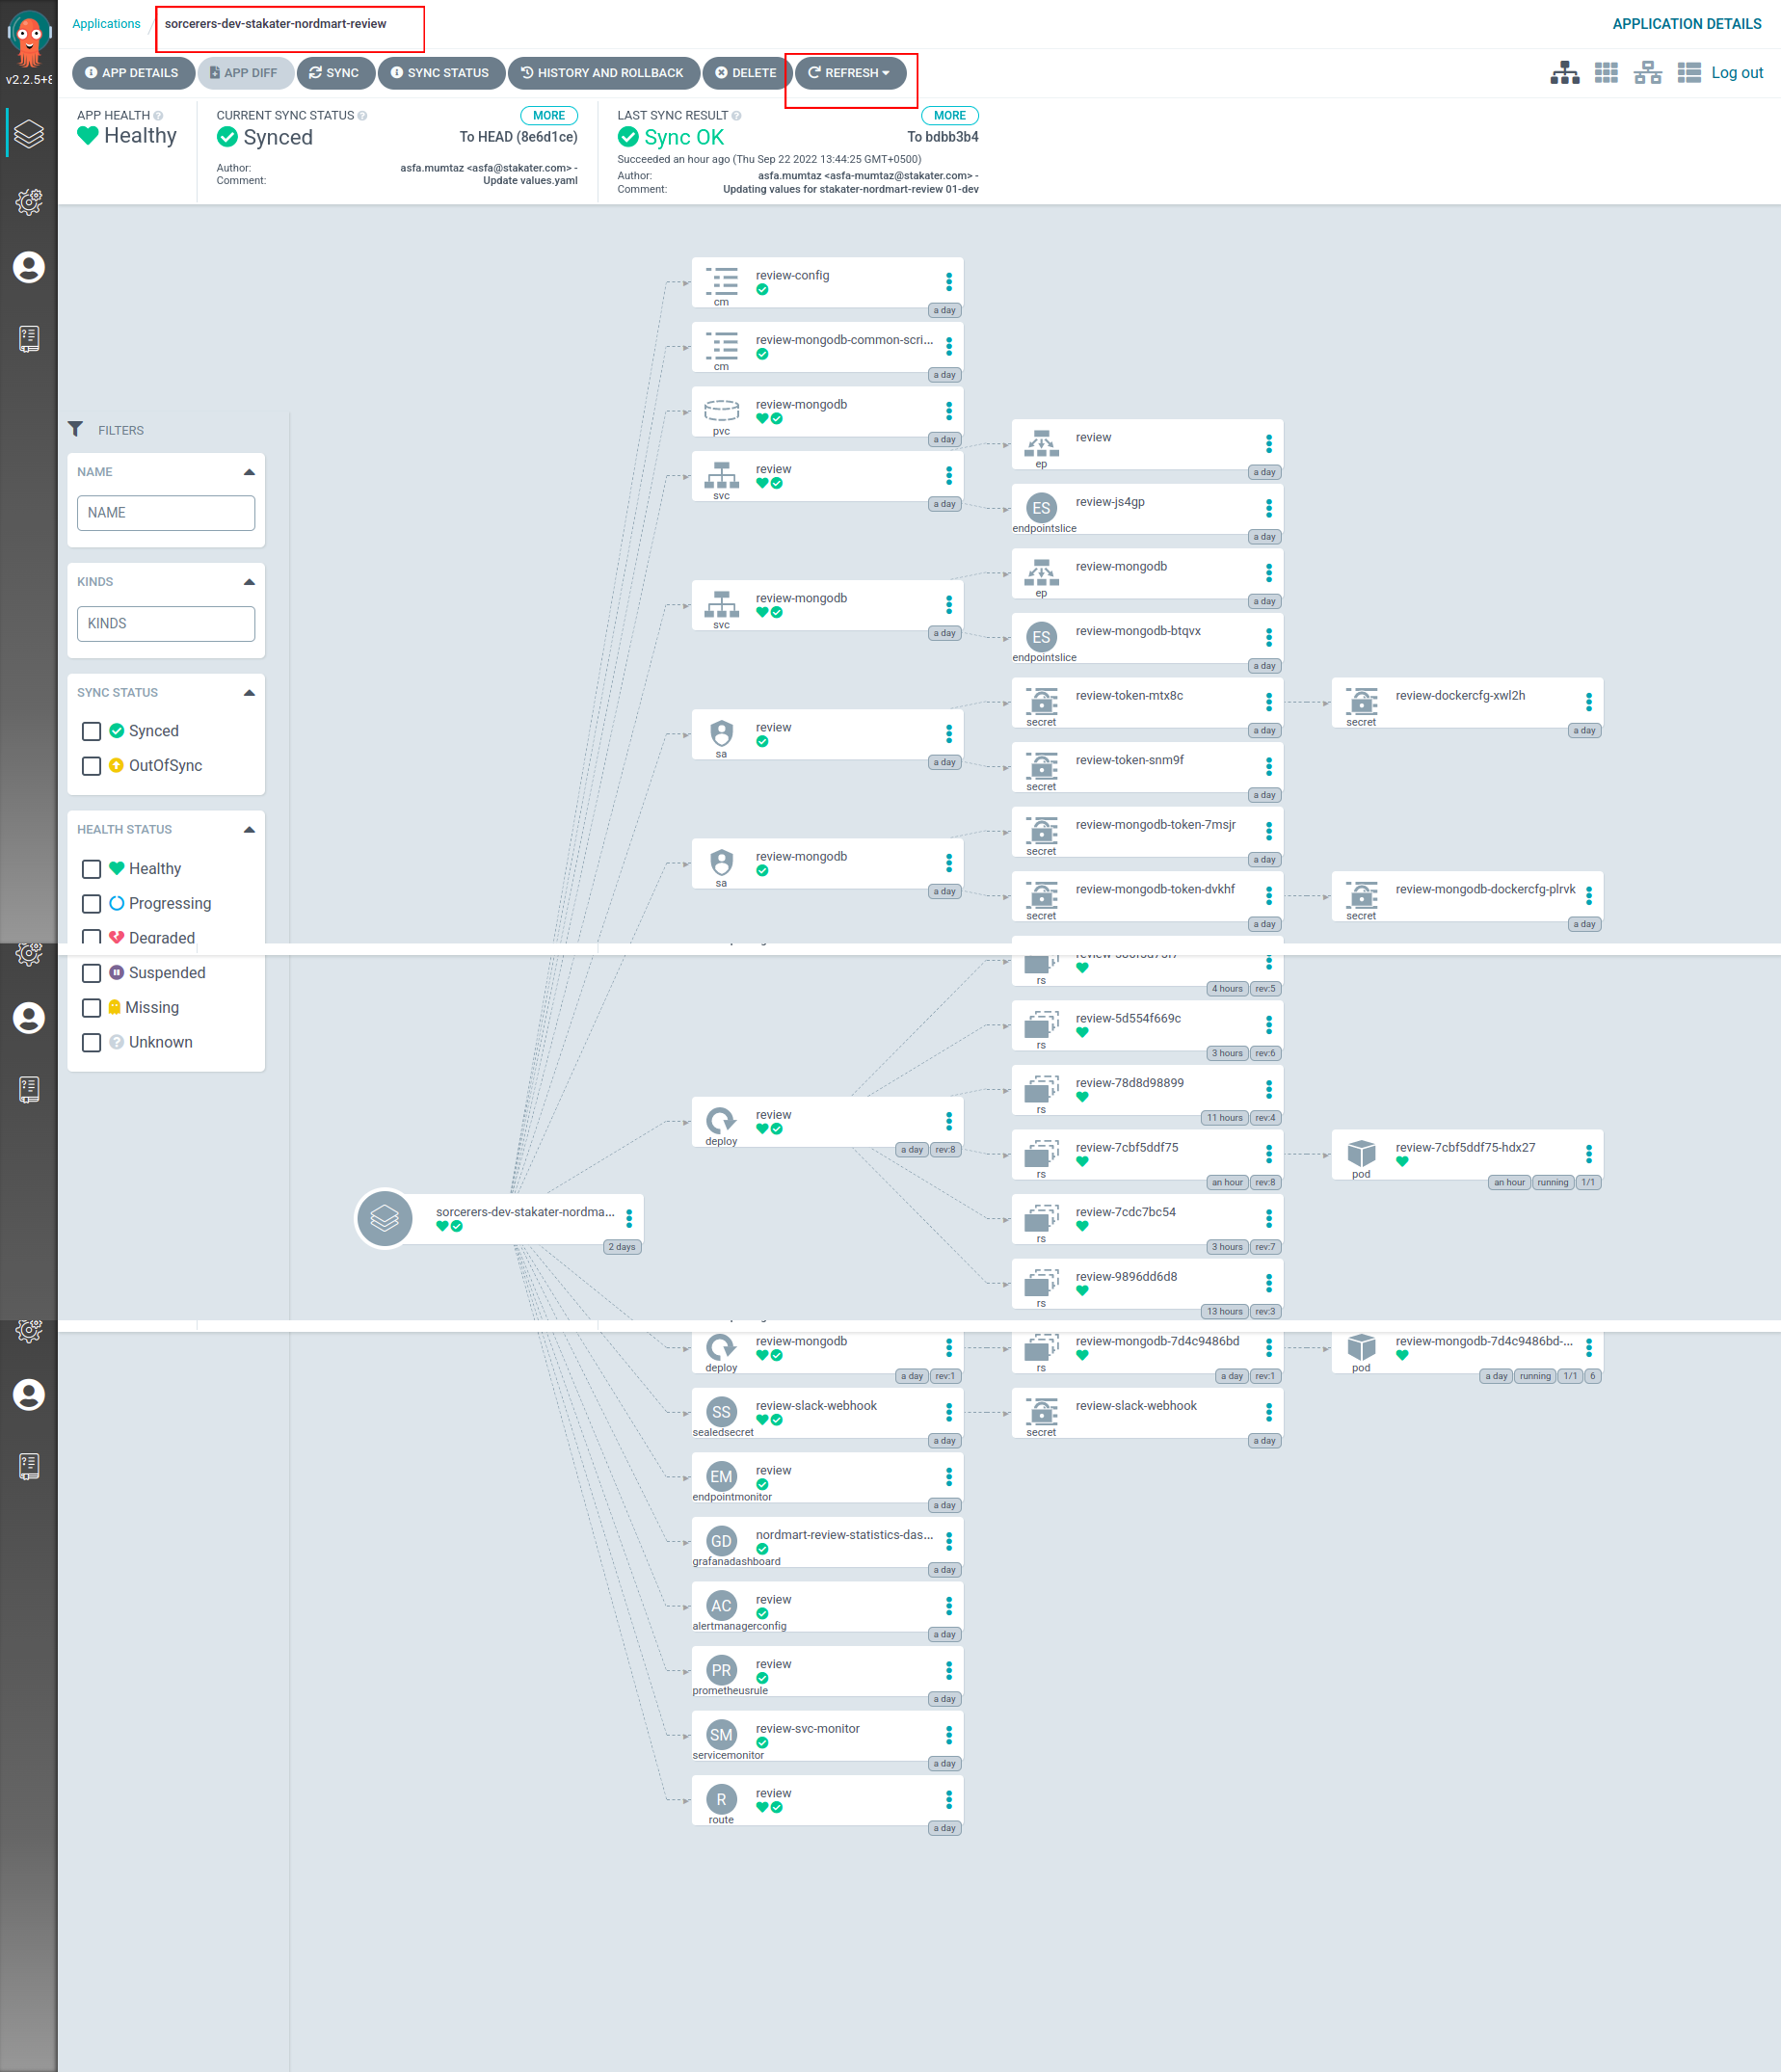 Applications / sorcerers-dev-stakater-nordmart-review
APPLICATION DETAILS
v2.2.5+8
APP DETAILS
APP DIFF
SYNC
SYNC STATUS
HISTORY AND ROLLBACK
DELETE
REFRESH
Log out
APP HEALTH
Healthy
CURRENT SYNC STATUS
MORE
Synced
To HEAD (8e6d1ce)
Author: asfa.mumtaz <asfa@stakater.com> -
Comment: Update values.yaml
LAST SYNC RESULT
MORE
Sync OK
To bdbb3b4
Succeeded an hour ago (Thu Sep 22 2022 13:44:25 GMT+0500)
Author: asfa.mumtaz <asfa-mumtaz@stakater.com> -
Comment: Updating values for stakater-nordmart-review 01-dev
FILTERS
NAME
NAME
KINDS
KINDS
SYNC STATUS
Synced
OutOfSync
HEALTH STATUS
Healthy
Progressing
Degraded
Suspended
Missing
Unknown
sorcerers-dev-stakater-nordma...
2 days
review-config
cm
a day
review-mongodb-common-scri...
cm
a day
review-mongodb
pvc
a day
review
svc
a day
review-mongodb
svc
a day
review
sa
a day
review-mongodb
sa
a day
review
deploy
a day rev:8
review-mongodb
deploy
a day rev:1
SS
review-slack-webhook
sealedsecret
a day
EM
review
endpointmonitor
a day
GD
nordmart-review-statistics-das...
grafanadashboard
a day
AC
review
alertmanagerconfig
a day
PR
review
prometheusrule
a day
SM
review-svc-monitor
servicemonitor
a day
R
review
route
a day
review
ep
a day
ES
review-js4gp
endpointslice
a day
review-mongodb
ep
a day
ES
review-mongodb-btqvx
endpointslice
a day
review-token-mtx8c
secret
a day
review-token-snm9f
secret
a day
review-mongodb-token-7msjr
secret
a day
review-mongodb-token-dvkhf
secret
a day
rs
4 hours rev:5
review-5d554f669c
rs
3 hours rev:6
review-78d8d98899
rs
11 hours rev:4
review-7cbf5ddf75
rs
an hour rev:8
review-7cdc7bc54
rs
3 hours rev:7
review-9896dd6d8
rs
13 hours rev:3
review-mongodb-7d4c9486bd
rs
a day rev:1
review-slack-webhook
secret
a day
review-dockercfg-xwl2h
secret
a day
review-mongodb-dockercfg-plrvk
secret
a day
review-7cbf5ddf75-hdx27
pod
an hour running 1/1
review-mongodb-7d4c9486bd-...
pod
a day running 1/1 6